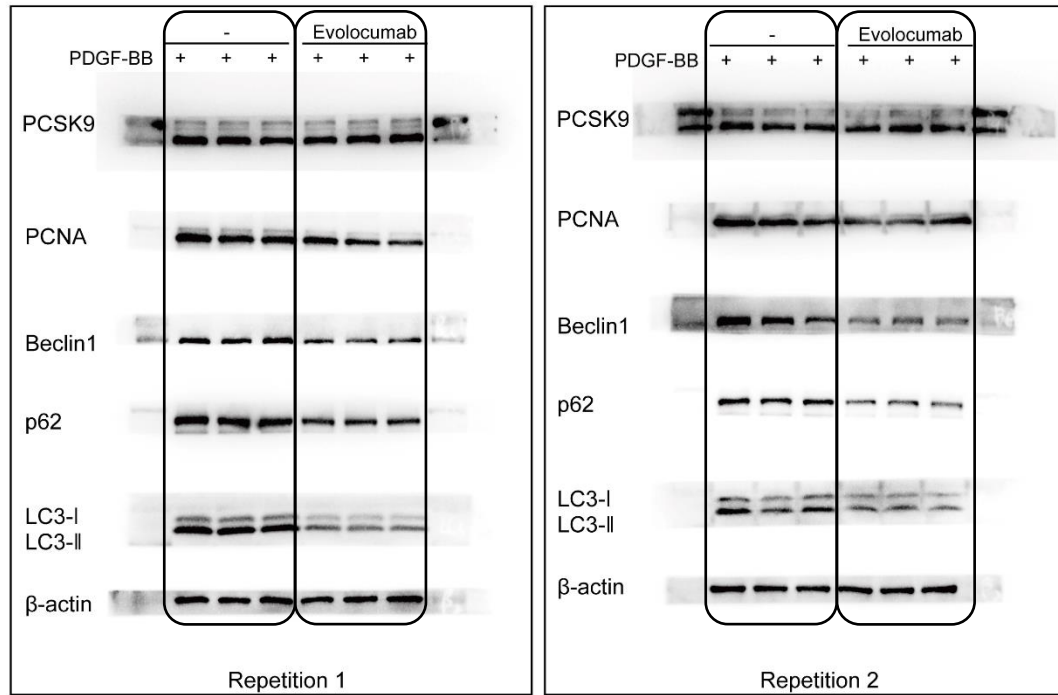 - Evolocumab
PDGF-BB + + + + + +
PCSK9
PCNA
Beclin1
p62
LC3-Ⅰ
LC3-Ⅱ
β-actin
Repetition 1
- Evolocumab
PDGF-BB + + + + + +
PCSK9
PCNA
Beclin1
p62
LC3-Ⅰ
LC3-Ⅱ
β-actin
Repetition 2